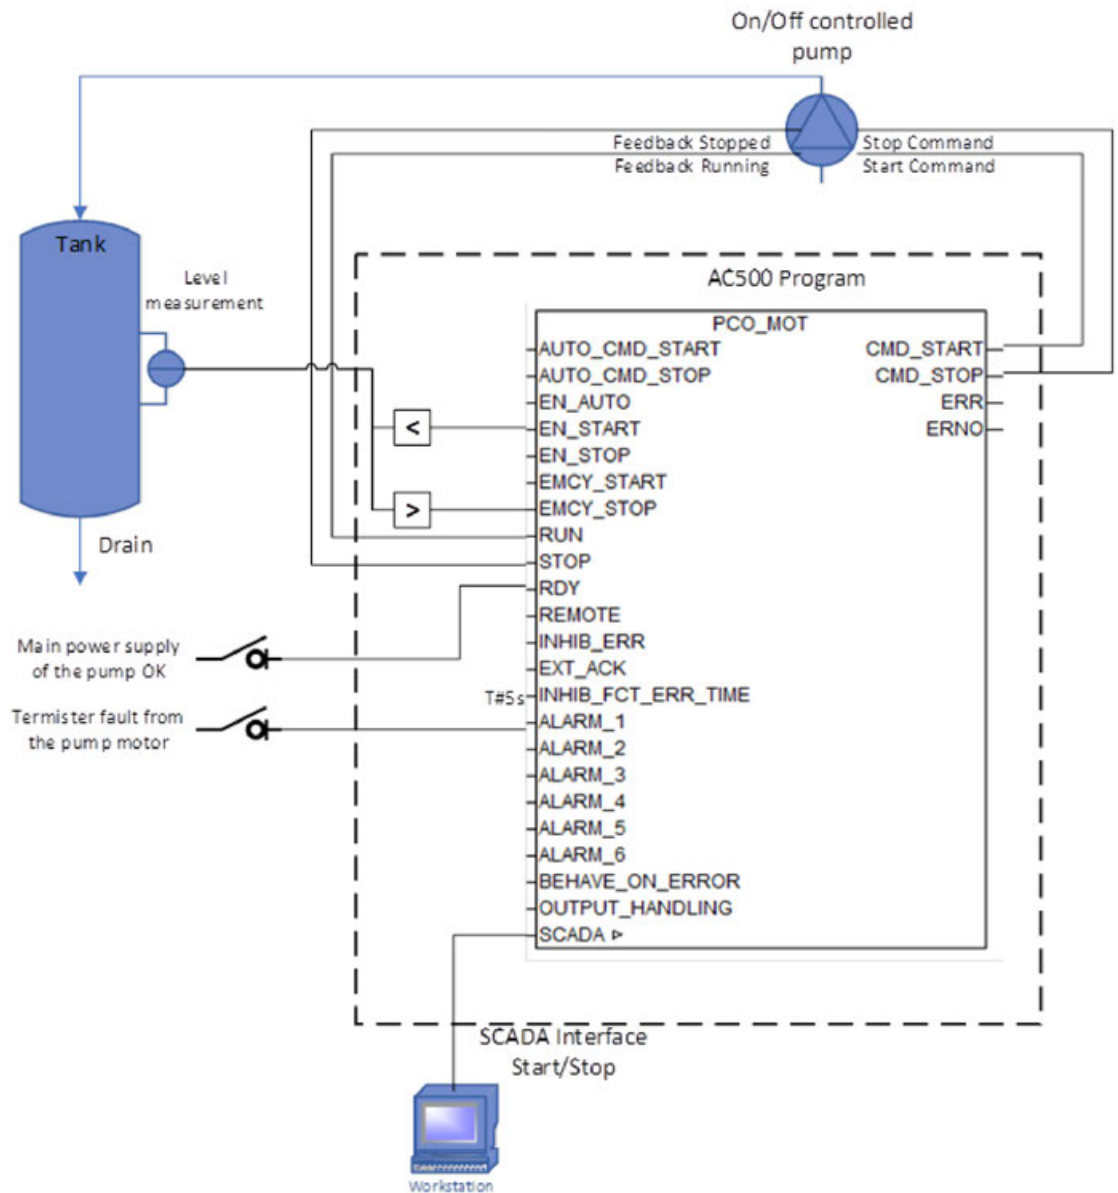 On/Off controlled
pump
Feedback Stopped
Stop Command
Feedback Running
Start Command
Tank
Level
measurement
AC500 Program
PCO_MOT
AUTO_CMD_START
CMD_START
AUTO_CMD_STOP
CMD_STOP
EN_AUTO
ERR
<
EN_START
ERNO
EN_STOP
EMCY_START
>
EMCY_STOP
RUN
Drain
STOP
RDY
REMOTE
Main power supply
of the pump OK
INHIB_ERR
EXT_ACK
T#5s
INHIB_FCT_ERR_TIME
Termister fault from
the pump motor
ALARM_1
ALARM_2
ALARM_3
ALARM_4
ALARM_5
ALARM_6
BEHAVE_ON_ERROR
OUTPUT_HANDLING
SCADA
SCADA Interface
Start/Stop
Workstation